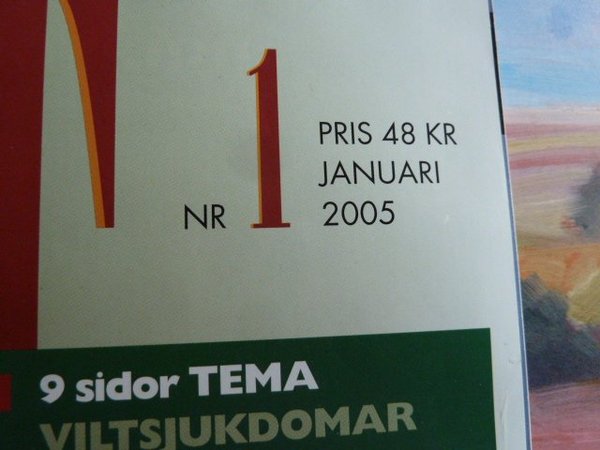 PRIS 48 KR
JANUARI
NR 1 2005
9 sidor TEMA
VILTSJUKDOMAR